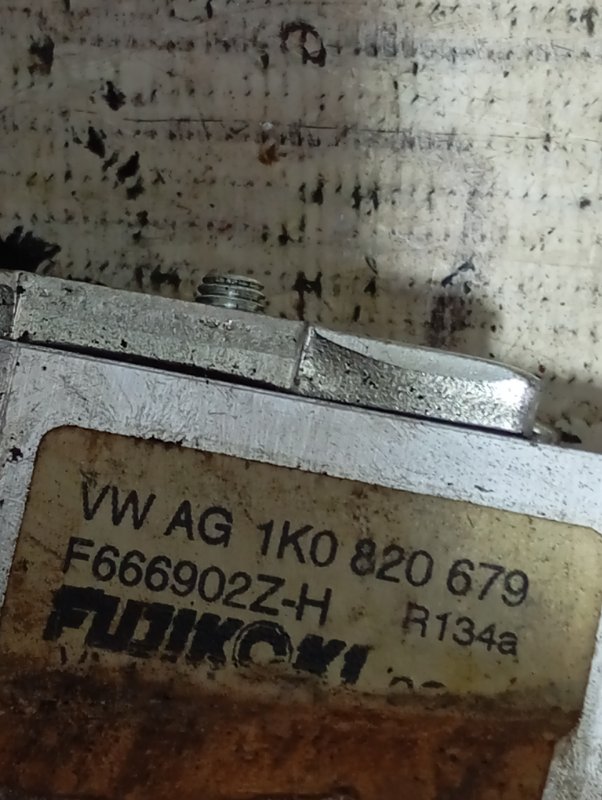 VW AG 1K0 820 679
F666902Z-H R134a
FUJIKOKI